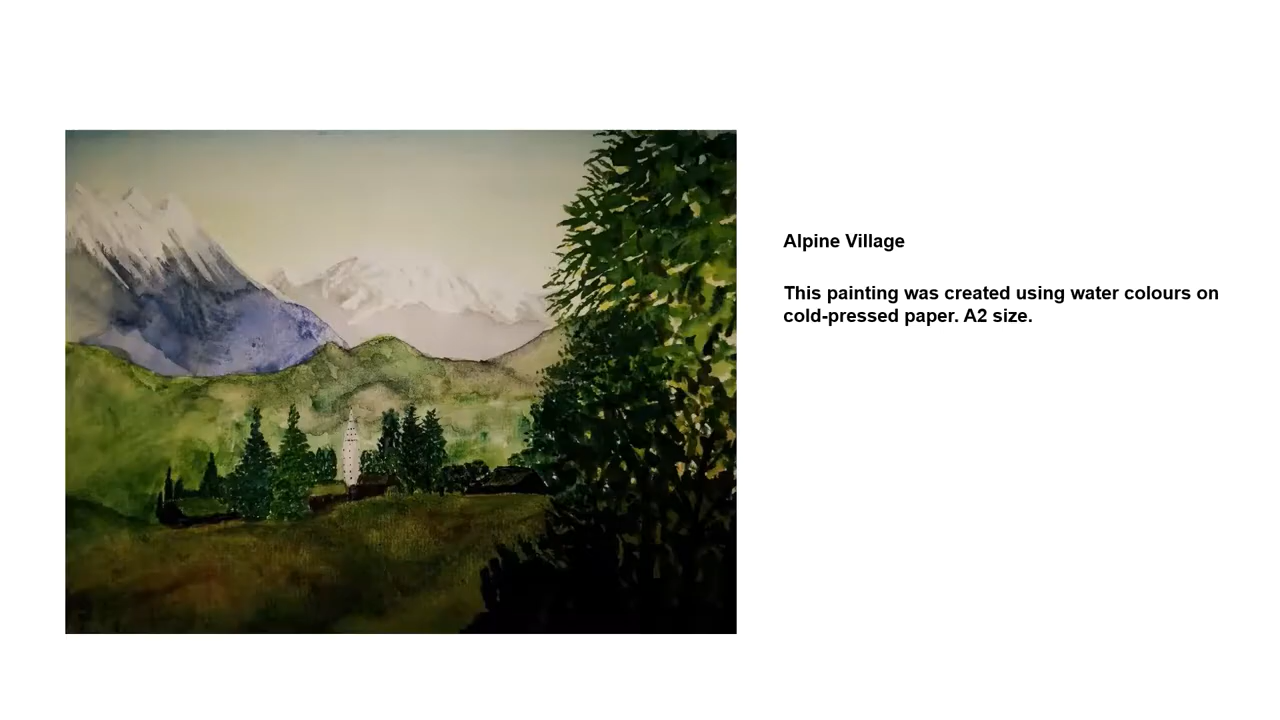 Alpine Village
This painting was created using water colours on
cold-pressed paper. A2 size.